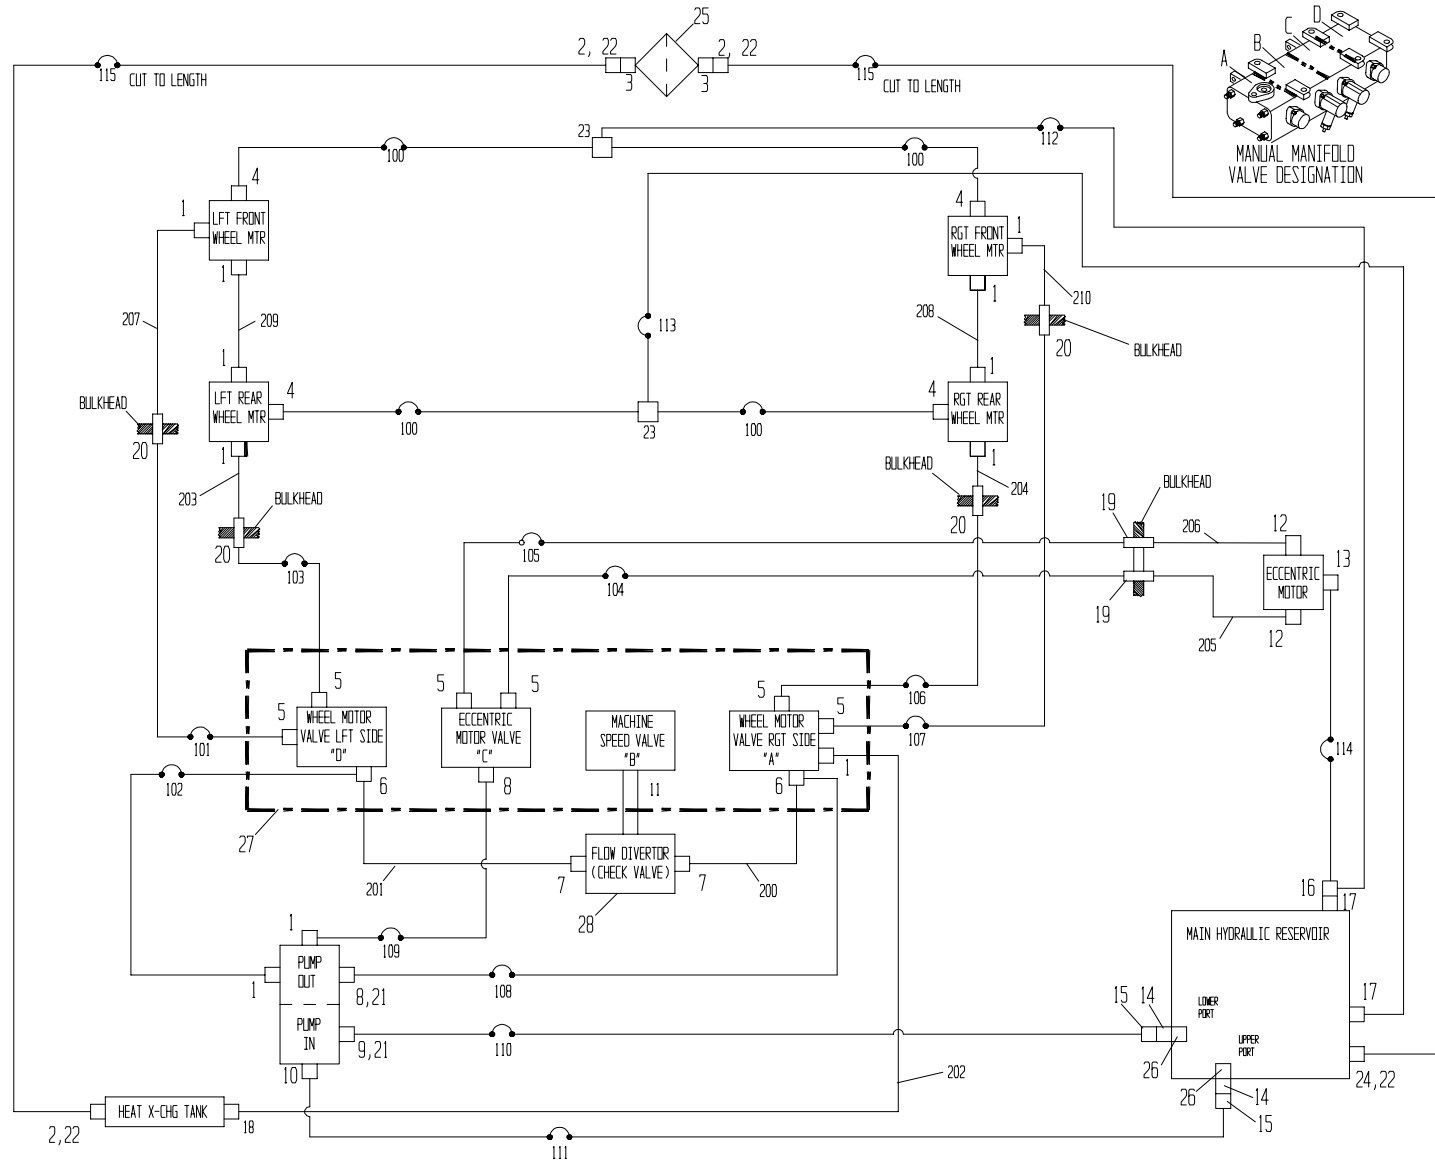 25
2, 22
2, 22
3
3
115
CUT TO LENGTH
115
CUT TO LENGTH
A
B
C
D
MANUAL MANIFOLD
VALVE DESIGNATION
23
112
100
100
4
4
1
LFT FRONT
WHEEL MTR
1
RGT FRONT
WHEEL MTR
1
1
1
207
209
113
208
210
20
BULKHEAD
1
1
BULKHEAD
LFT REAR
WHEEL MTR
4
4
RGT REAR
WHEEL MTR
100
23
100
20
1
1
203
BULKHEAD
BULKHEAD
204
BULKHEAD
20
20
19
206
12
103
105
104
ECCENTRIC
MOTOR
13
19
205
12
5
5
5
5
106
5
5
WHEEL MOTOR
VALVE LFT SIDE
"D"
ECCENTRIC
MOTOR VALVE
"C"
MACHINE
SPEED VALVE
"B"
WHEEL MOTOR
VALVE RGT SIDE
"A"
101
107
114
102
6
8
11
6
1
27
FLOW DIVERTOR
(CHECK VALVE)
201
7
7
200
28
16
17
1
109
MAIN HYDRAULIC RESERVOIR
PUMP
OUT
1
8,21
108
17
LOWER
PORT
15
14
PUMP
IN
9,21
110
UPPER
PORT
26
10
202
24,22
26
14
15
HEAT X-CHG TANK
2,22
18
111